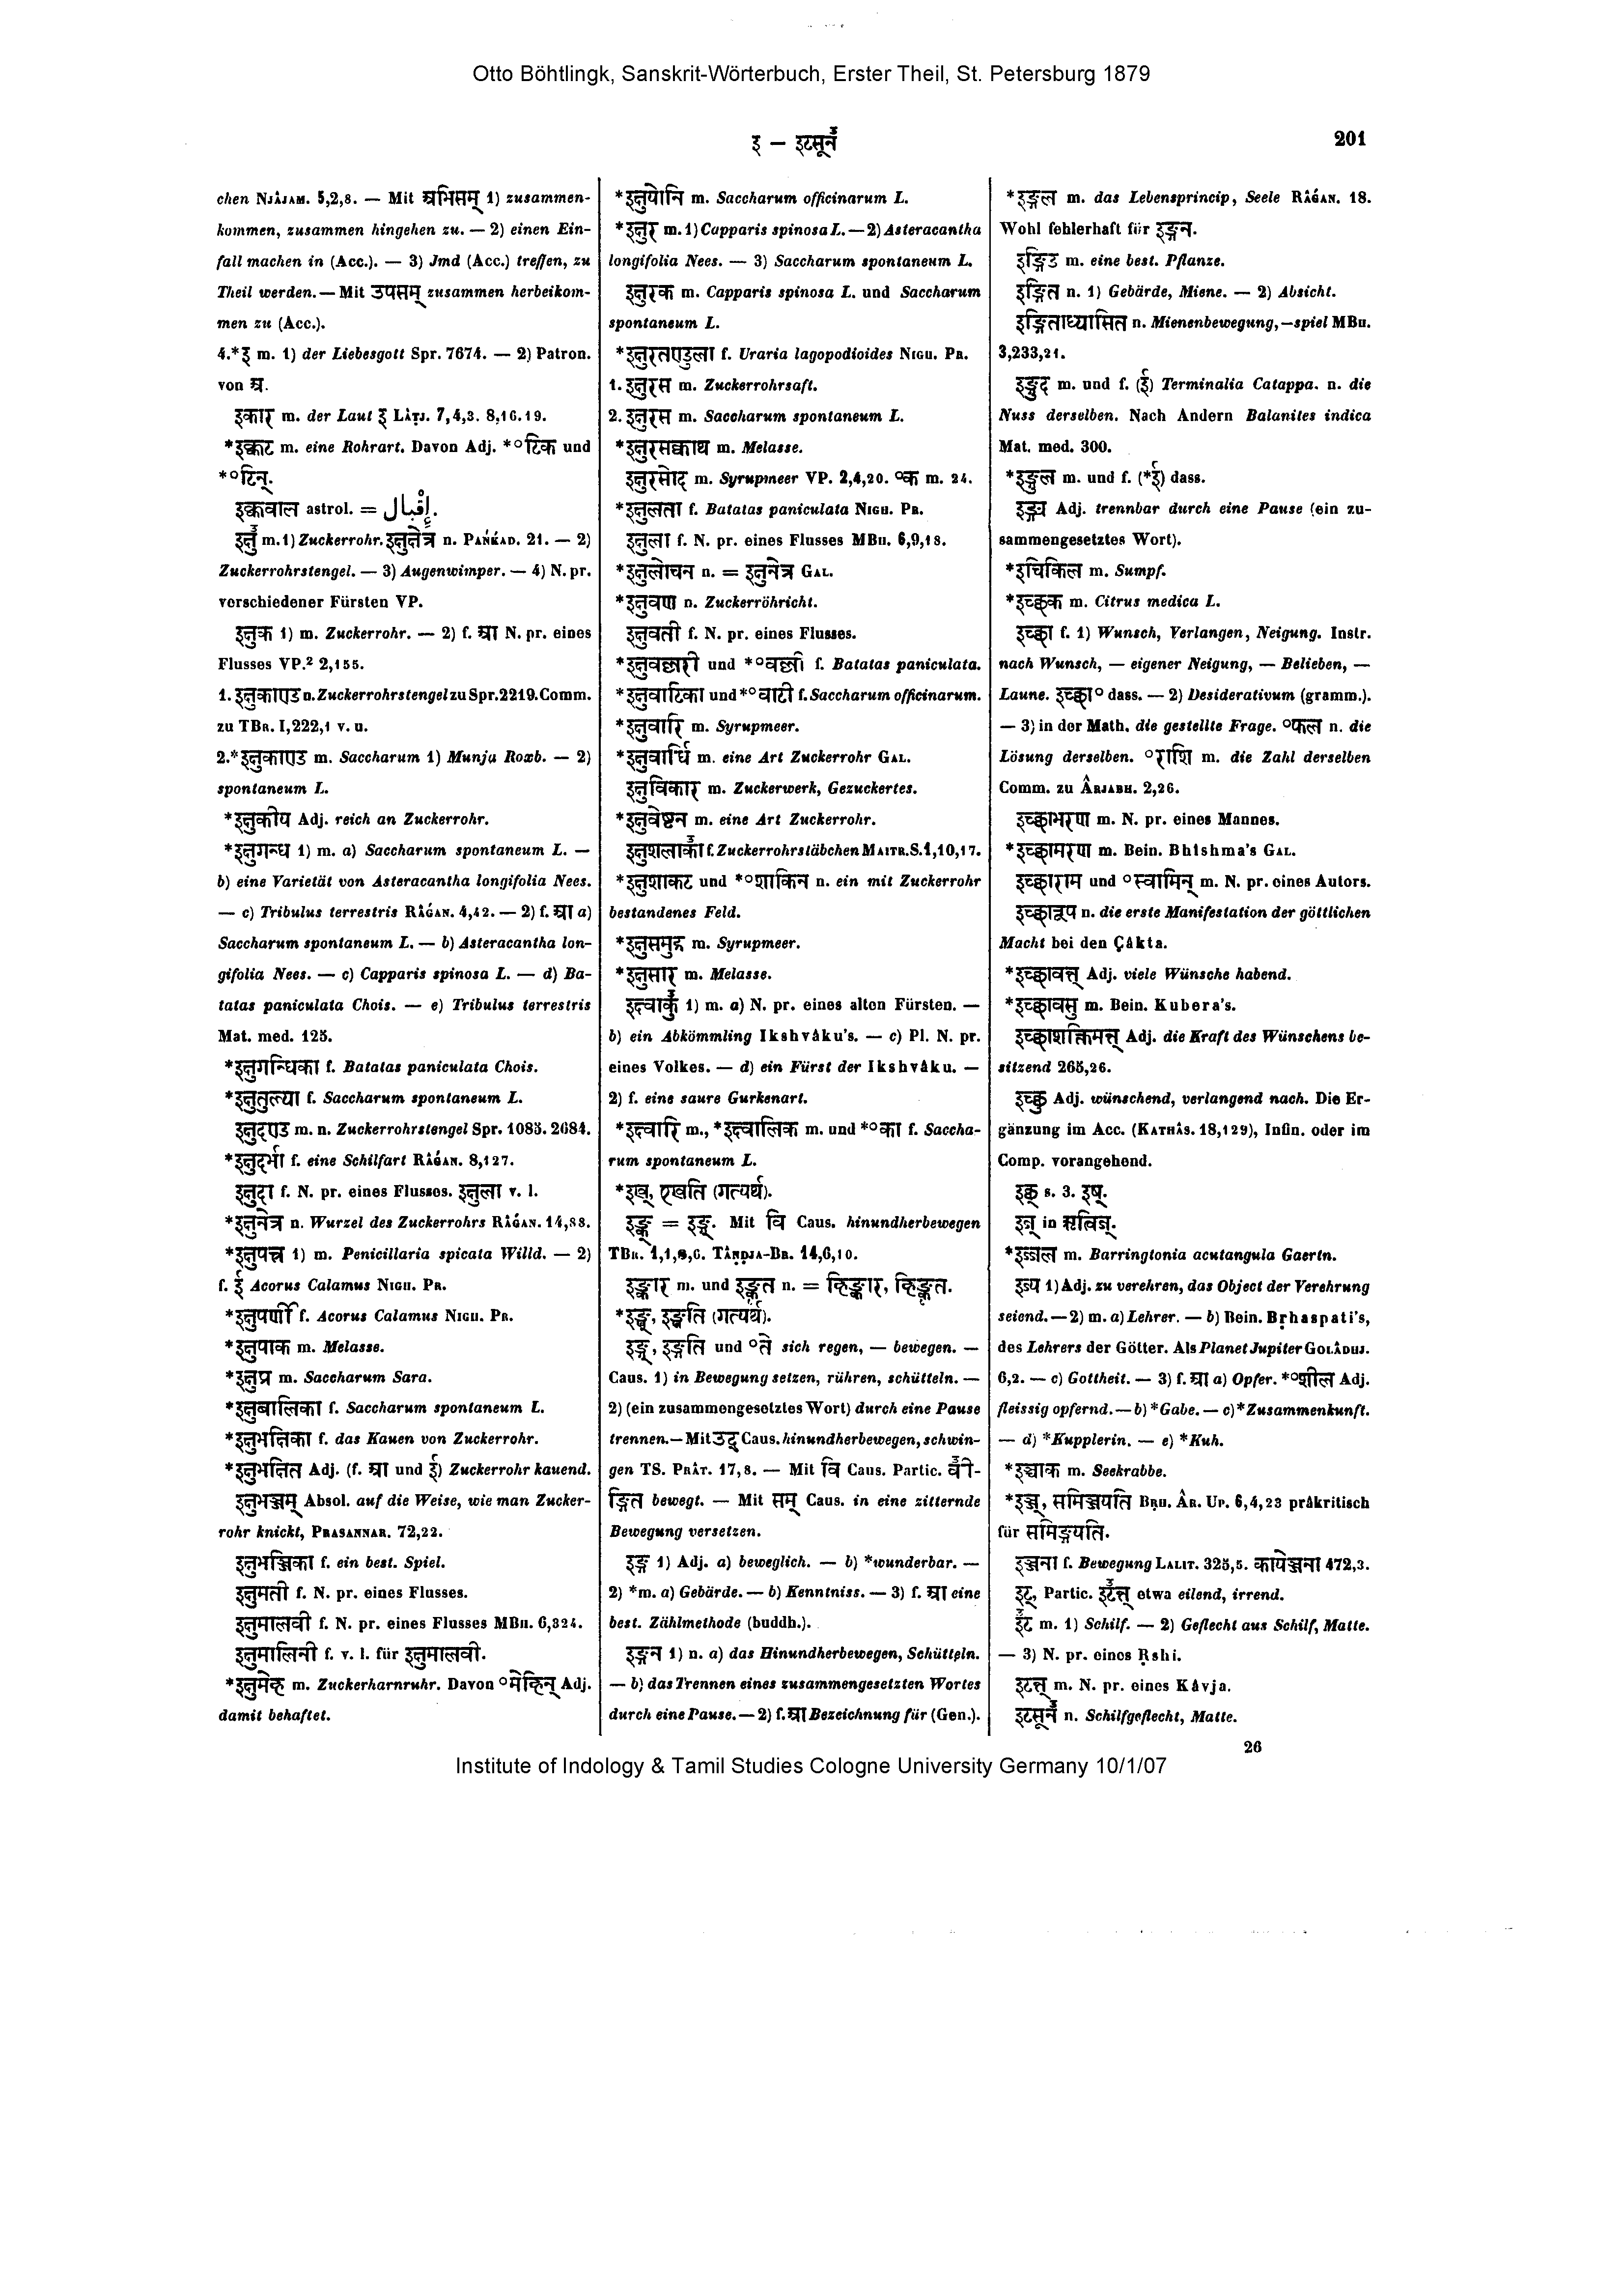 Otto Böhtlingk, Sanskrit-Wörterbuch, Erster Theil, St. Petersburg 1879
इ — इटसून
201
chen NJÂJAM. 5,2,8. — Mit अभिसम् 1) zusammen-
kommen, zusammen hingehen zu. — 2) einen Ein-
fall machen in (Acc.). — 3) Jmd (Acc.) treffen, zu
Theil werden. — Mit उपसम् zusammen herbeikom-
men zu (Acc.).
4.*इ m. 1) der Liebesgott Spr. 7674. — 2) Patron.
von अ.
इकार m. der Laut इ LÂṬJ. 7,4,3. 8,10.19.
*इक्कट m. eine Rohrart. Davon Adj. *°टिक und
*°टिन्.
इक्कवाल astrol. = إِقْبال.
इक्षु m. 1) Zuckerrohr. इक्षुनेत्र n. PAṄḰAD. 21. — 2)
Zuckerrohrstengel. — 3) Augenwimper. — 4) N. pr.
verschiedener Fürsten VP.
इक्षुक 1) m. Zuckerrohr. — 2) f. आ N. pr. eines
Flusses VP.² 2,155.
1. इक्षुकाण्ड n. Zuckerrohrstengel zu Spr. 2219. Comm.
zu TBR. I,222,1 v. u.
2.*इक्षुकाण्ड m. Saccharum 1) Munja Roxb. — 2)
spontaneum L.
*इक्षुकीय Adj. reich an Zuckerrohr.
*इक्षुगन्ध 1) m. a) Saccharum spontaneum L. —
b) eine Varietät von Asteracantha longifolia Nees.
— c) Tribulus terrestris RÂǴAN. 4,42. — 2) f. आ a)
Saccharum spontaneum L. — b) Asteracantha lon-
gifolia Nees. — c) Capparis spinosa L. — d) Ba-
tatas paniculata Chois. — e) Tribulus terrestris
Mat. med. 125.
*इक्षुगन्धिका f. Batatas paniculata Chois.
*इक्षुतुल्या f. Saccharum spontaneum L.
इक्षुदण्ड m. n. Zuckerrohrstengel Spr. 1085. 2684.
*इक्षुदर्भा f. eine Schilfart RÂǴAN. 8,127.
इक्षुदा f. N. pr. eines Flusses. इक्षुला v. l.
*इक्षुनेत्र n. Wurzel des Zuckerrohrs RÂǴAN. 14,88.
*इक्षुपत्त्र 1) m. Penicillaria spicata Willd. — 2)
f. ई Acorus Calamus NIGH. PR.
*इक्षुपर्णी f. Acorus Calamus NIGH. PR.
*इक्षुपाक m. Melasse.
*इक्षुप्र m. Saccharum Sara.
*इक्षुबालिका f. Saccharum spontaneum L.
*इक्षुभक्षिका f. das Kauen von Zuckerrohr.
*इक्षुभक्षित Adj. (f. आ und ई) Zuckerrohr kauend.
इक्षुभञ्जम् Absol. auf die Weise, wie man Zucker-
rohr knickt, PRASANNAR. 72,22.
इक्षुभञ्जिका f. ein best. Spiel.
इक्षुमती f. N. pr. eines Flusses.
इक्षुमालवी f. N. pr. eines Flusses MBH. 6,324.
इक्षुमालिनी f. v. l. für इक्षुमालवी.
*इक्षुमेह m. Zuckerharnruhr. Davon °मेहिन् Adj.
damit behaftet.
*इक्षुयोनि m. Saccharum officinarum L.
*इक्षुर m. 1) Capparis spinosa L. — 2) Asteracantha
longifolia Nees. — 3) Saccharum spontaneum L.
इक्षुरक m. Capparis spinosa L. und Saccharum
spontaneum L.
*इक्षुरतण्डुला f. Uraria lagopodioides NIGH. PR.
1. इक्षुरस m. Zuckerrohrsaft.
2. इक्षुरस m. Saccharum spontaneum L.
*इक्षुरसक्वाथ m. Melasse.
इक्षुरसोद m. Syrupmeer VP. 2,4,20. °क m. 24.
*इक्षुलता f. Batatas paniculata NIGH. PR.
इक्षुला f. N. pr. eines Flusses MBH. 6,9,18.
*इक्षुलोचन n. = इक्षुनेत्र GAL.
*इक्षुवण n. Zuckerröhricht.
इक्षुवती f. N. pr. eines Flusses.
*इक्षुवल्लरी und *°वल्ली f. Batatas paniculata.
*इक्षुवाटिका und *°वाटी f. Saccharum officinarum.
*इक्षुवारि m. Syrupmeer.
*इक्षुवार्धि m. eine Art Zuckerrohr GAL.
इक्षुविकार m. Zuckerwerk, Gezuckertes.
*इक्षुवेष्टन m. eine Art Zuckerrohr.
इक्षुशलाका f. Zuckerrohrstäbchen MAITR. S. 1,10,17.
*इक्षुशाकट und *°शाकिन n. ein mit Zuckerrohr
bestandenes Feld.
*इक्षुसमुद्र m. Syrupmeer.
*इक्षुसार m. Melasse.
इक्ष्वाकु 1) m. a) N. pr. eines alten Fürsten. —
b) ein Abkömmling Ikshvâku's. — c) Pl. N. pr.
eines Volkes. — d) ein Fürst der Ikshvâku. —
2) f. eine saure Gurkenart.
*इक्ष्वारि m., *इक्ष्वालिक m. und *°का f. Saccha-
rum spontaneum L.
*इख्, एखति (गत्यर्थ).
इङ्क् = इङ्ग्. Mit वि Caus. hinundherbewegen
TBR. 1,1,9,6. TÂṆḌJA-BR. 14,6,10.
इङ्कार m. und इङ्कृत n. = हिङ्कार, हिङ्कृत.
*इङ्ख्, इङ्खति (गत्यर्थ).
इङ्ग्, इङ्गति und °ते sich regen, — bewegen. —
Caus. 1) in Bewegung setzen, rühren, schütteln. —
2) (ein zusammengesetztes Wort) durch eine Pause
trennen. — Mit उद् Caus. hinundherbewegen, schwin-
gen TS. PRÂT. 17,8. — Mit वि Caus. Partic. वी-
ङ्गित bewegt. — Mit सम् Caus. in eine zitternde
Bewegung versetzen.
इङ्ग 1) Adj. a) beweglich. — b) *wunderbar. —
2) *m. a) Gebärde. — b) Kenntniss. — 3) f. आ eine
best. Zählmethode (buddh.).
इङ्गन 1) n. a) das Hinundherbewegen, Schütteln.
— b) das Trennen eines zusammengesetzten Wortes
durch eine Pause. — 2) f. आ Bezeichnung für (Gen.).
*इङ्गल m. das Lebensprincip, Seele RÂǴAN. 18.
Wohl fehlerhaft für इङ्गन.
इङ्गिड m. eine best. Pflanze.
इङ्गित n. 1) Gebärde, Miene. — 2) Absicht.
इङ्गिताध्यासित n. Mienenbewegung, —spiel MBH.
3,233,21.
इङ्गुद m. und f. (ई) Terminalia Catappa. n. die
Nuss derselben. Nach Andern Balanites indica
Mat. med. 300.
*इङ्गुल m. und f. (*ई) dass.
इङ्ग्य Adj. trennbar durch eine Pause (ein zu-
sammengesetztes Wort).
*इचिकिल m. Sumpf.
*इच्छक m. Citrus medica L.
इच्छा f. 1) Wunsch, Verlangen, Neigung. Instr.
nach Wunsch, — eigener Neigung, — Belieben, —
Laune. इच्छा° dass. — 2) Desiderativum (gramm.).
— 3) in der Math. die gestellte Frage. °फल n. die
Lösung derselben. °राशि m. die Zahl derselben
Comm. zu ÂRJABH. 2,26.
इच्छाभरण m. N. pr. eines Mannes.
*इच्छामरण m. Bein. Bhîshma's GAL.
इच्छाराम und °स्वामिन् m. N. pr. eines Autors.
इच्छारूप n. die erste Manifestation der göttlichen
Macht bei den Çâkta.
*इच्छावत् Adj. viele Wünsche habend.
*इच्छावसु m. Bein. Kubera's.
इच्छाशक्तिमत् Adj. die Kraft des Wünschens be-
sitzend 265,26.
इच्छु Adj. wünschend, verlangend nach. Die Er-
gänzung im Acc. (KATHÂS. 18,129), Infin. oder im
Comp. vorangehend.
इछ् s. 3. इष्.
इज् in ऋत्विज्.
*इज्जल m. Barringtonia acutangula Gaertn.
इज्य 1) Adj. zu verehren, das Object der Verehrung
seiend. — 2) m. a) Lehrer. — b) Bein. Bṛhaspati's,
des Lehrers der Götter. Als Planet Jupiter GOLÂDHJ.
6,2. — c) Gottheit. — 3) f. आ a) Opfer. *°शील Adj.
fleissig opfernd. — b) *Gabe. — c) *Zusammenkunft.
— d) *Kupplerin. — e) *Kuh.
*इञ्चाक m. Seekrabbe.
*इञ्ज्, समिञ्जयति BṚH. ÂR. UP. 6,4,23 prâkritisch
für समिङ्गयति.
इञ्जना f. Bewegung LALIT. 325,5. कायेञ्जना 472,3.
इट्, Partic. इटन्त् etwa eilend, irrend.
इट m. 1) Schilf. — 2) Geflecht aus Schilf, Matte.
— 3) N. pr. eines Ṛshi.
इटत् m. N. pr. eines Kâvja.
इटसून n. Schilfgeflecht, Matte.
26
Institute of Indology & Tamil Studies Cologne University Germany 10/1/07